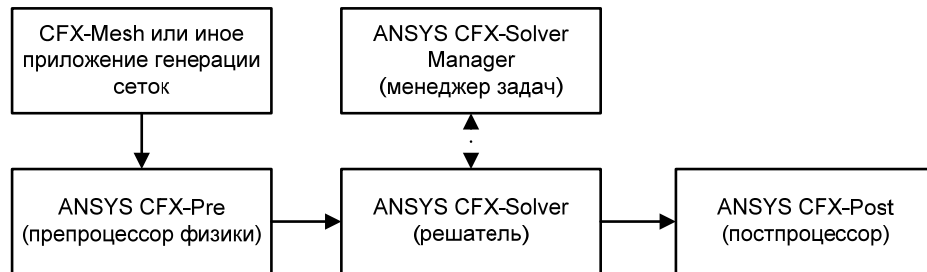 CFX-Mesh или иное
приложение генерации
сеток
ANSYS CFX-Solver
Manager
(менеджер задач)
ANSYS CFX-Pre
(препроцессор физики)
ANSYS CFX-Solver
(решатель)
ANSYS CFX-Post
(постпроцессор)